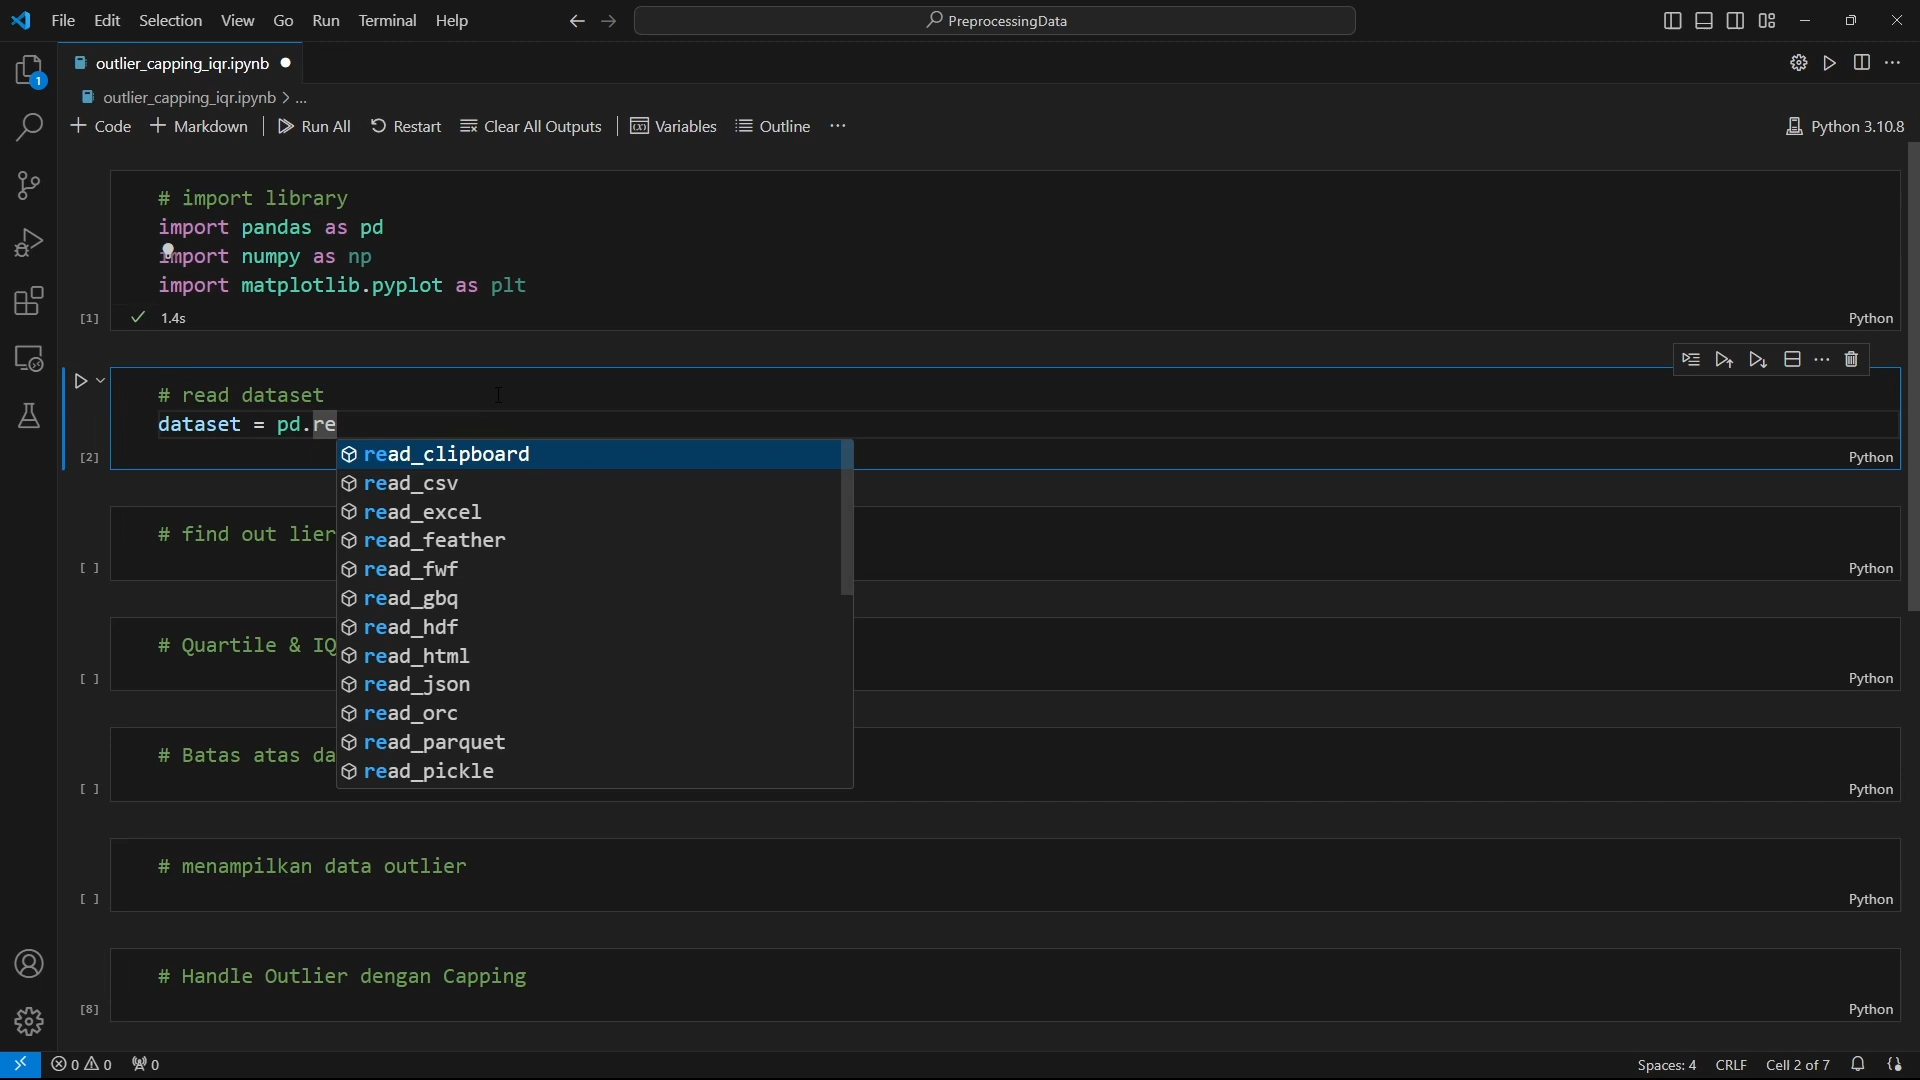 File Edit Selection View Go Run Terminal Help
PreprocessingData
outlier_capping_iqr.ipynb
1
outlier_capping_iqr.ipynb > ...
+ Code + Markdown Run All Restart Clear All Outputs Variables Outline ...
Python 3.10.8
# import library
import pandas as pd
import numpy as np
import matplotlib.pyplot as plt
[1] 1.4s Python
# read dataset
dataset = pd.re
[2] Python
read_clipboard
read_csv
read_excel
read_feather
read_fwf
read_gbq
read_hdf
read_html
read_json
read_orc
read_parquet
read_pickle
# find out lier
[ ] Python
# Quartile & IQ
[ ] Python
# Batas atas da
[ ] Python
# menampilkan data outlier
[ ] Python
# Handle Outlier dengan Capping
[8] Python
0 0 0 Spaces: 4 CRLF Cell 2 of 7